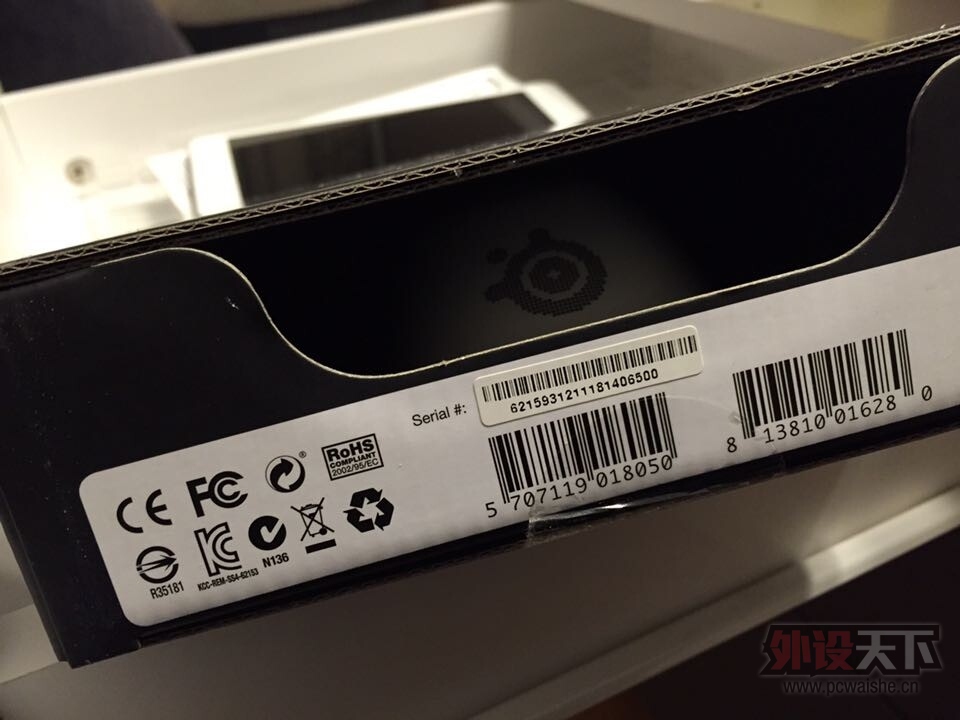 Serial #:
6215931211181406500
5 707119 018050
8 13810 01628 0
CE FC ® RoHS
COMPLIANT
2002/95/EC
R35181
KCC-REM-SS4-62153
N136
外设天下
www.pcwaishe.cn